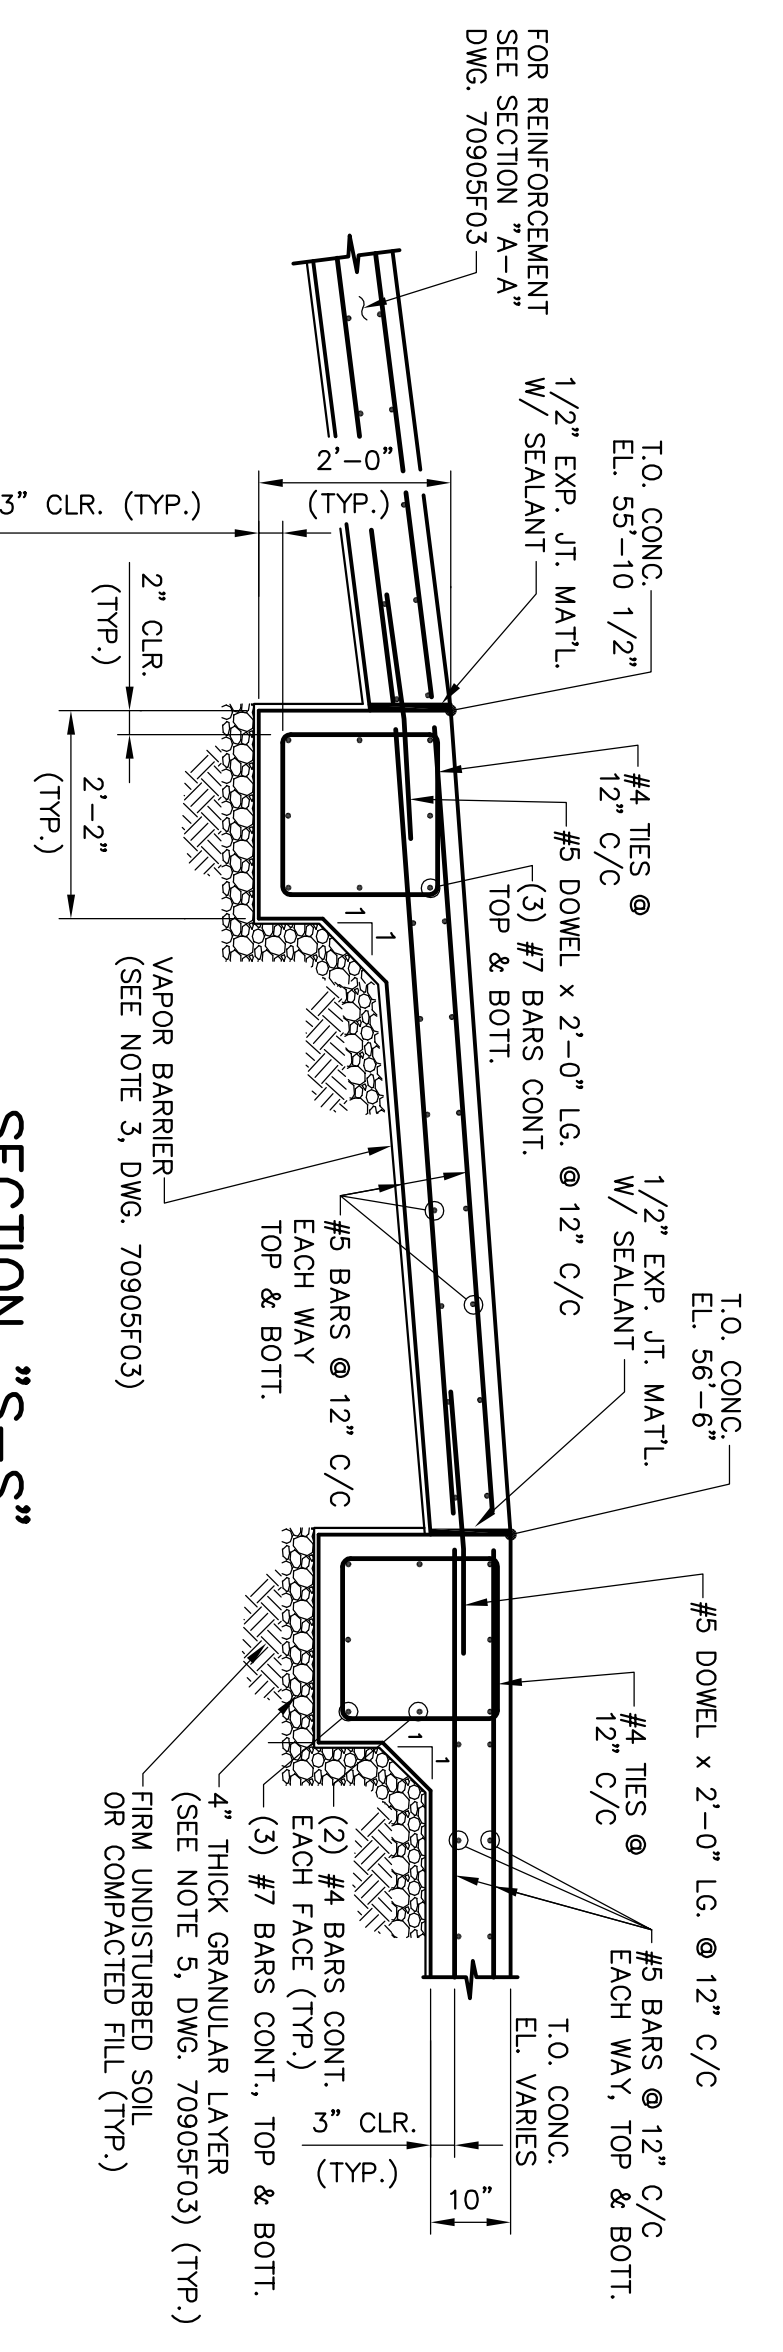 FOR REINFORCEMENT
SEE SECTION "A-A"
DWG. 70905F03
T.O. CONC.
EL. 55'-10 1/2"
1/2" EXP. JT. MAT'L.
W/ SEALANT
2'-0"
(TYP.)
3" CLR. (TYP.)
2" CLR.
(TYP.)
2'-2"
(TYP.)
#4 TIES @
12" C/C
#5 DOWEL x 2'-0" LG. @ 12" C/C
(3) #7 BARS CONT.
TOP & BOTT.
1
1
VAPOR BARRIER
(SEE NOTE 3, DWG. 70905F03)
#5 BARS @ 12" C/C
EACH WAY
TOP & BOTT.
T.O. CONC.
EL. 56'-6"
1/2" EXP. JT. MAT'L.
W/ SEALANT
#5 DOWEL x 2'-0" LG. @ 12" C/C
#4 TIES @
12" C/C
#5 BARS @ 12" C/C
EACH WAY, TOP & BOTT.
1
1
(2) #4 BARS CONT.
EACH FACE (TYP.)
(3) #7 BARS CONT., TOP & BOTT.
4" THICK GRANULAR LAYER
(SEE NOTE 5, DWG. 70905F03) (TYP.)
FIRM UNDISTURBED SOIL
OR COMPACTED FILL (TYP.)
T.O. CONC.
EL. VARIES
3" CLR.
(TYP.)
10"
SECTION "S-S"